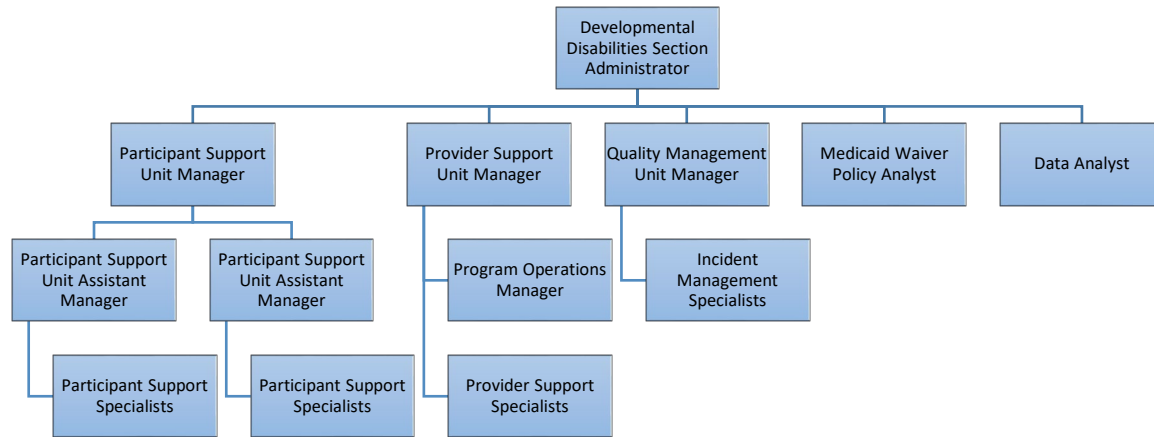 Developmental
Disabilities Section
Administrator
Participant Support
Unit Manager
Provider Support
Unit Manager
Quality Management
Unit Manager
Medicaid Waiver
Policy Analyst
Data Analyst
Participant Support
Unit Assistant
Manager
Participant Support
Unit Assistant
Manager
Program Operations
Manager
Incident
Management
Specialists
Participant Support
Specialists
Participant Support
Specialists
Provider Support
Specialists